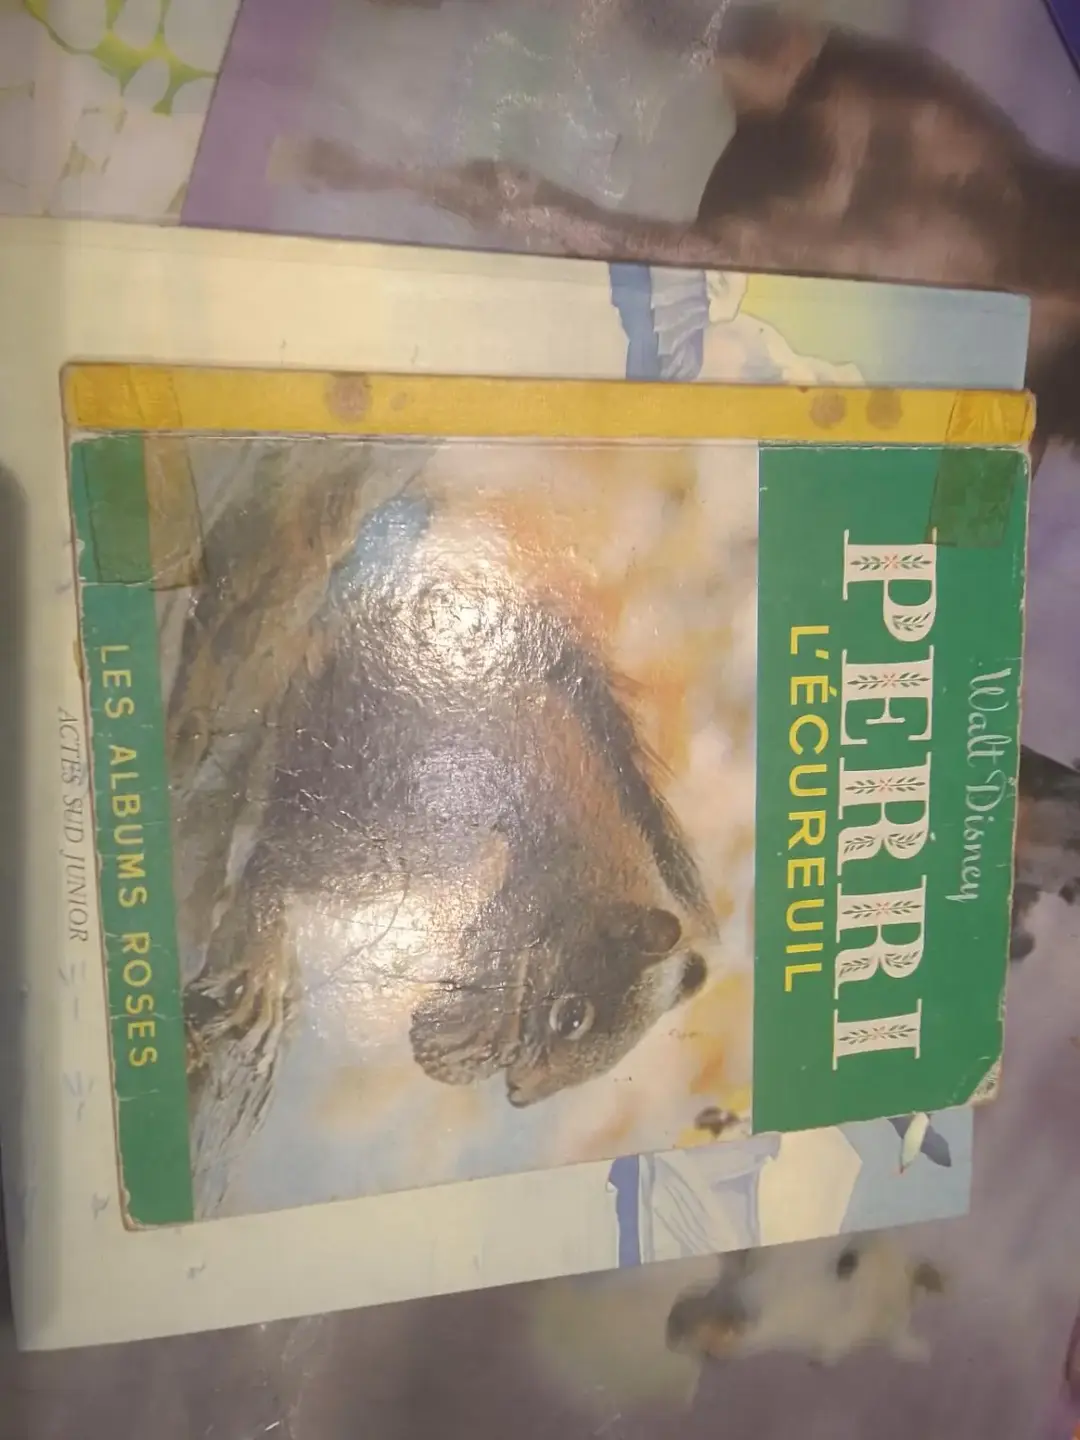 Walt Disney
PERRI
L'ÉCUREUIL
LES ALBUMS ROSES
ACTES SUD JUNIOR